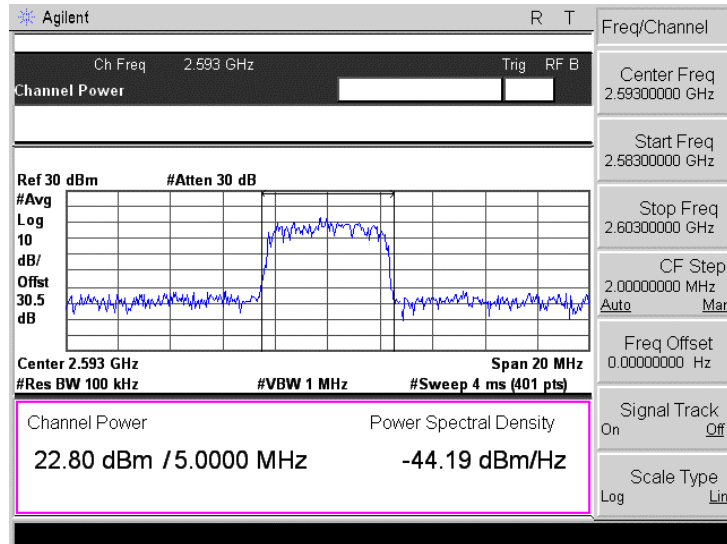 Agilent R T
Ch Freq 2.593 GHz Trig RF B
Channel Power
Ref 30 dBm #Atten 30 dB
#Avg
Log
10
dB/
Offst
30.5
dB
Center 2.593 GHz Span 20 MHz
#Res BW 100 kHz #VBW 1 MHz #Sweep 4 ms (401 pts)
Channel Power Power Spectral Density
22.80 dBm / 5.0000 MHz -44.19 dBm/Hz
Freq/Channel
Center Freq
2.59300000 GHz
Start Freq
2.58300000 GHz
Stop Freq
2.60300000 GHz
CF Step
2.00000000 MHz
Auto Man
Freq Offset
0.00000000 Hz
Signal Track
On Off
Scale Type
Log Lin